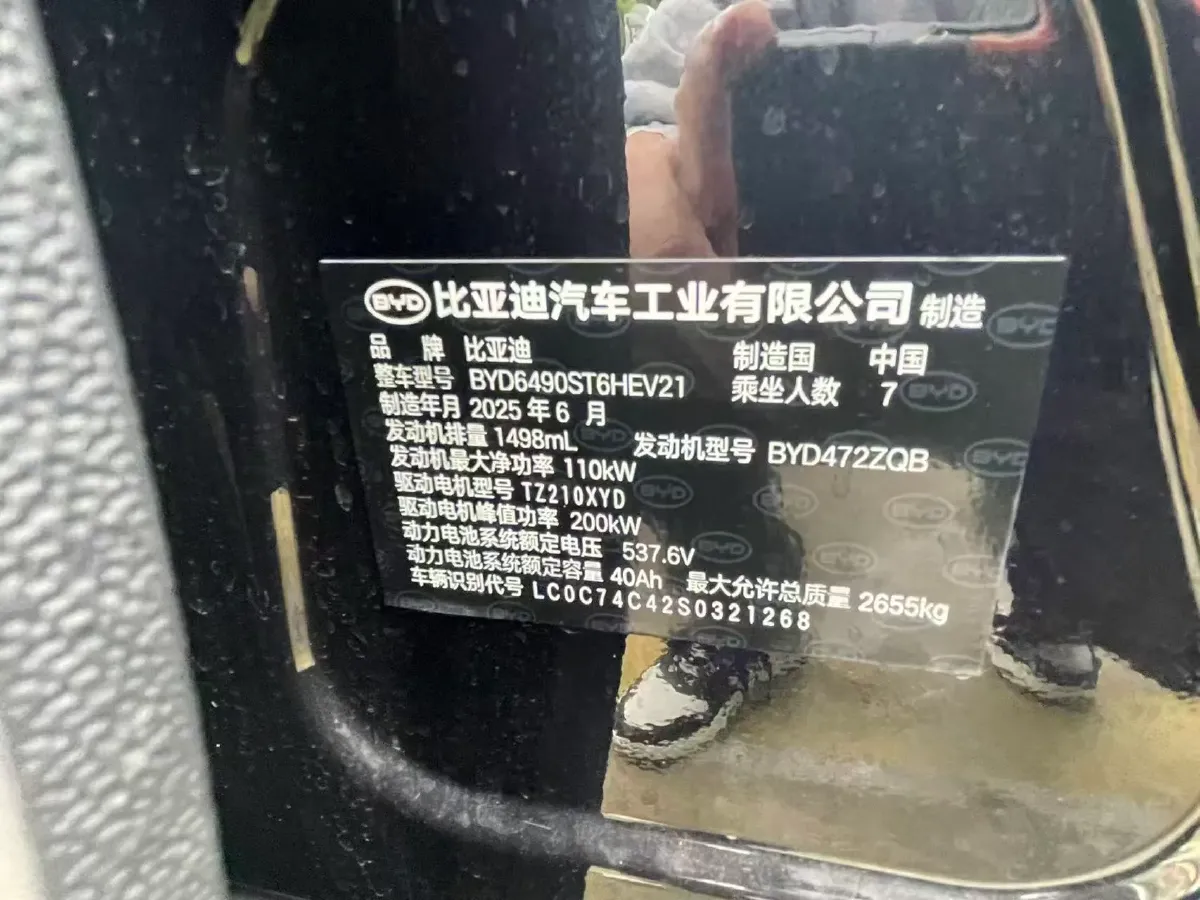 BYD 比亚迪汽车工业有限公司 制造
品 牌 比亚迪 制造国 中国
整车型号 BYD6490ST6HEV21 乘坐人数 7
制造年月 2025 年 6 月
发动机排量 1498mL 发动机型号 BYD472ZQB
发动机最大净功率 110kW
驱动电机型号 TZ210XYD
驱动电机峰值功率 200kW
动力电池系统额定电压 537.6V
动力电池系统额定容量 40Ah 最大允许总质量 2655kg
车辆识别代号 LC0C74C42S0321268